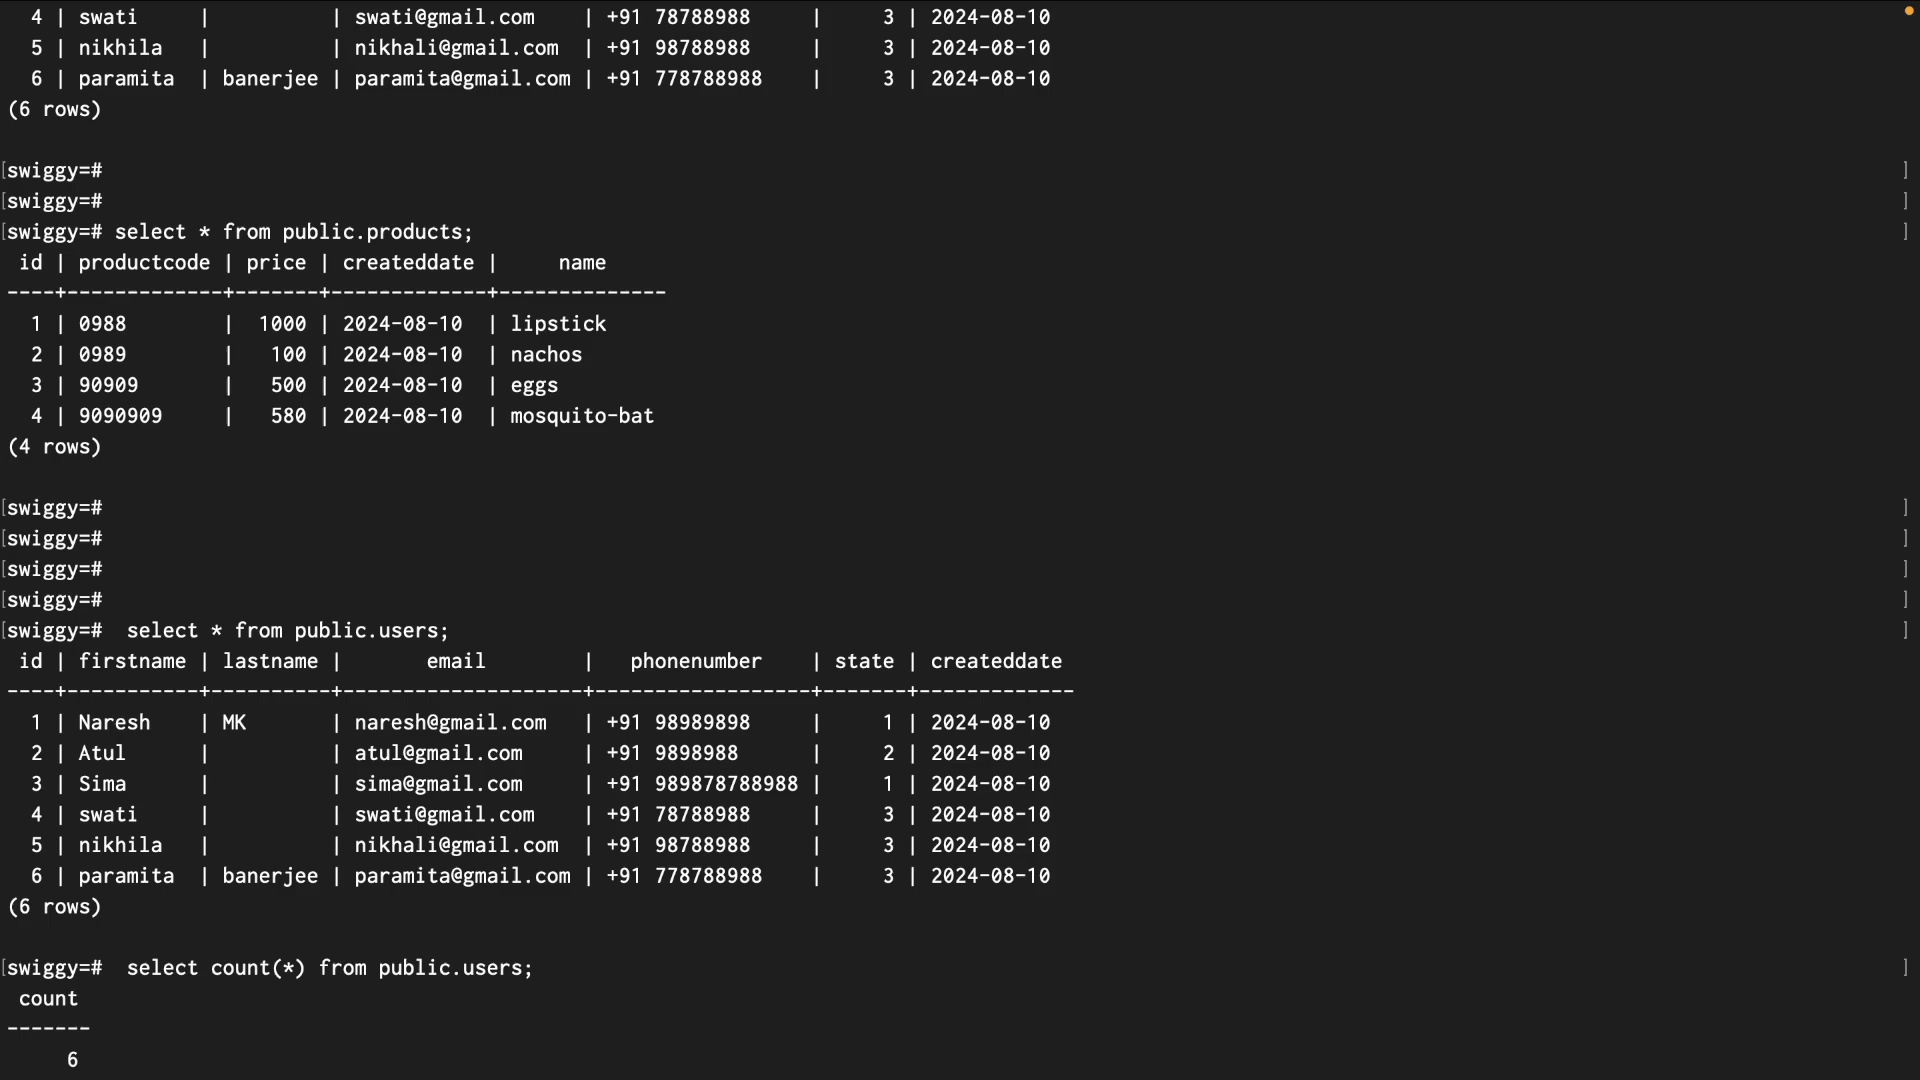 4 | swati     |          | swati@gmail.com    | +91 78788988     |     3 | 2024-08-10
  5 | nikhila   |          | nikhali@gmail.com  | +91 98788988     |     3 | 2024-08-10
  6 | paramita  | banerjee | paramita@gmail.com | +91 778788988    |     3 | 2024-08-10
(6 rows)
[swiggy=# ]
[swiggy=# ]
[swiggy=# select * from public.products; ]
 id | productcode | price | createddate |     name
----+-------------+-------+-------------+--------------
  1 | 0988        |  1000 | 2024-08-10  | lipstick
  2 | 0989        |   100 | 2024-08-10  | nachos
  3 | 90909       |   500 | 2024-08-10  | eggs
  4 | 9090909     |   580 | 2024-08-10  | mosquito-bat
(4 rows)
[swiggy=# ]
[swiggy=# ]
[swiggy=# ]
[swiggy=# ]
[swiggy=#  select * from public.users; ]
 id | firstname | lastname |       email        |   phonenumber    | state | createddate
----+-----------+----------+--------------------+------------------+-------+-------------
  1 | Naresh    | MK       | naresh@gmail.com   | +91 98989898     |     1 | 2024-08-10
  2 | Atul      |          | atul@gmail.com     | +91 9898988      |     2 | 2024-08-10
  3 | Sima      |          | sima@gmail.com     | +91 989878788988 |     1 | 2024-08-10
  4 | swati     |          | swati@gmail.com    | +91 78788988     |     3 | 2024-08-10
  5 | nikhila   |          | nikhali@gmail.com  | +91 98788988     |     3 | 2024-08-10
  6 | paramita  | banerjee | paramita@gmail.com | +91 778788988    |     3 | 2024-08-10
(6 rows)
[swiggy=#  select count(*) from public.users; ]
 count
-------
     6